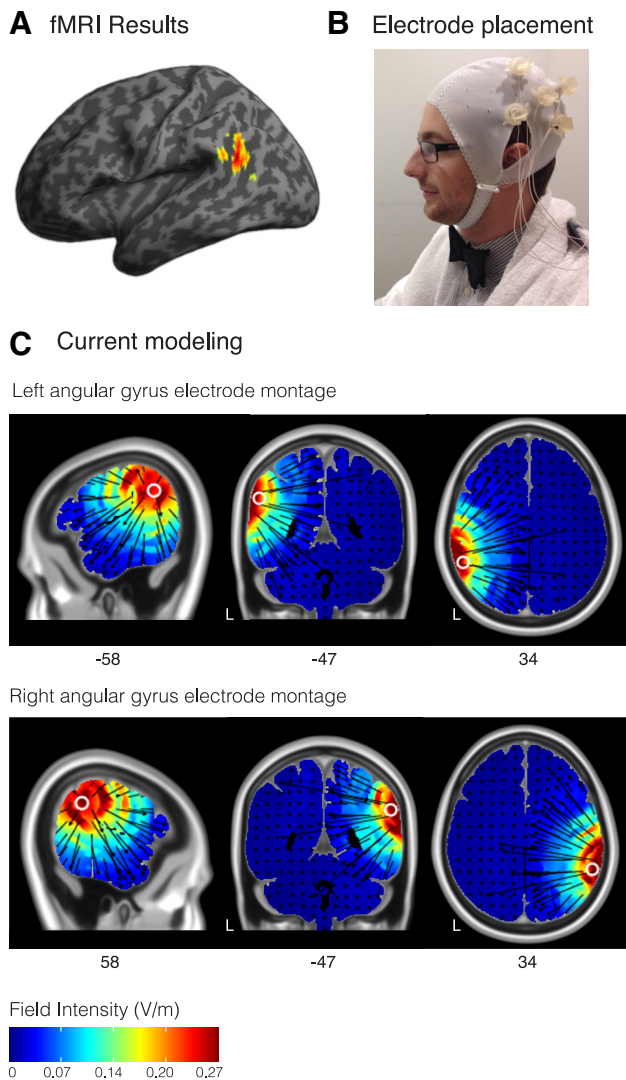 A fMRI Results
B Electrode placement
C Current modeling
Left angular gyrus electrode montage
L
L
-58
-47
34
Right angular gyrus electrode montage
L
L
58
-47
34
Field Intensity (V/m)
0 0.07 0.14 0.20 0.27